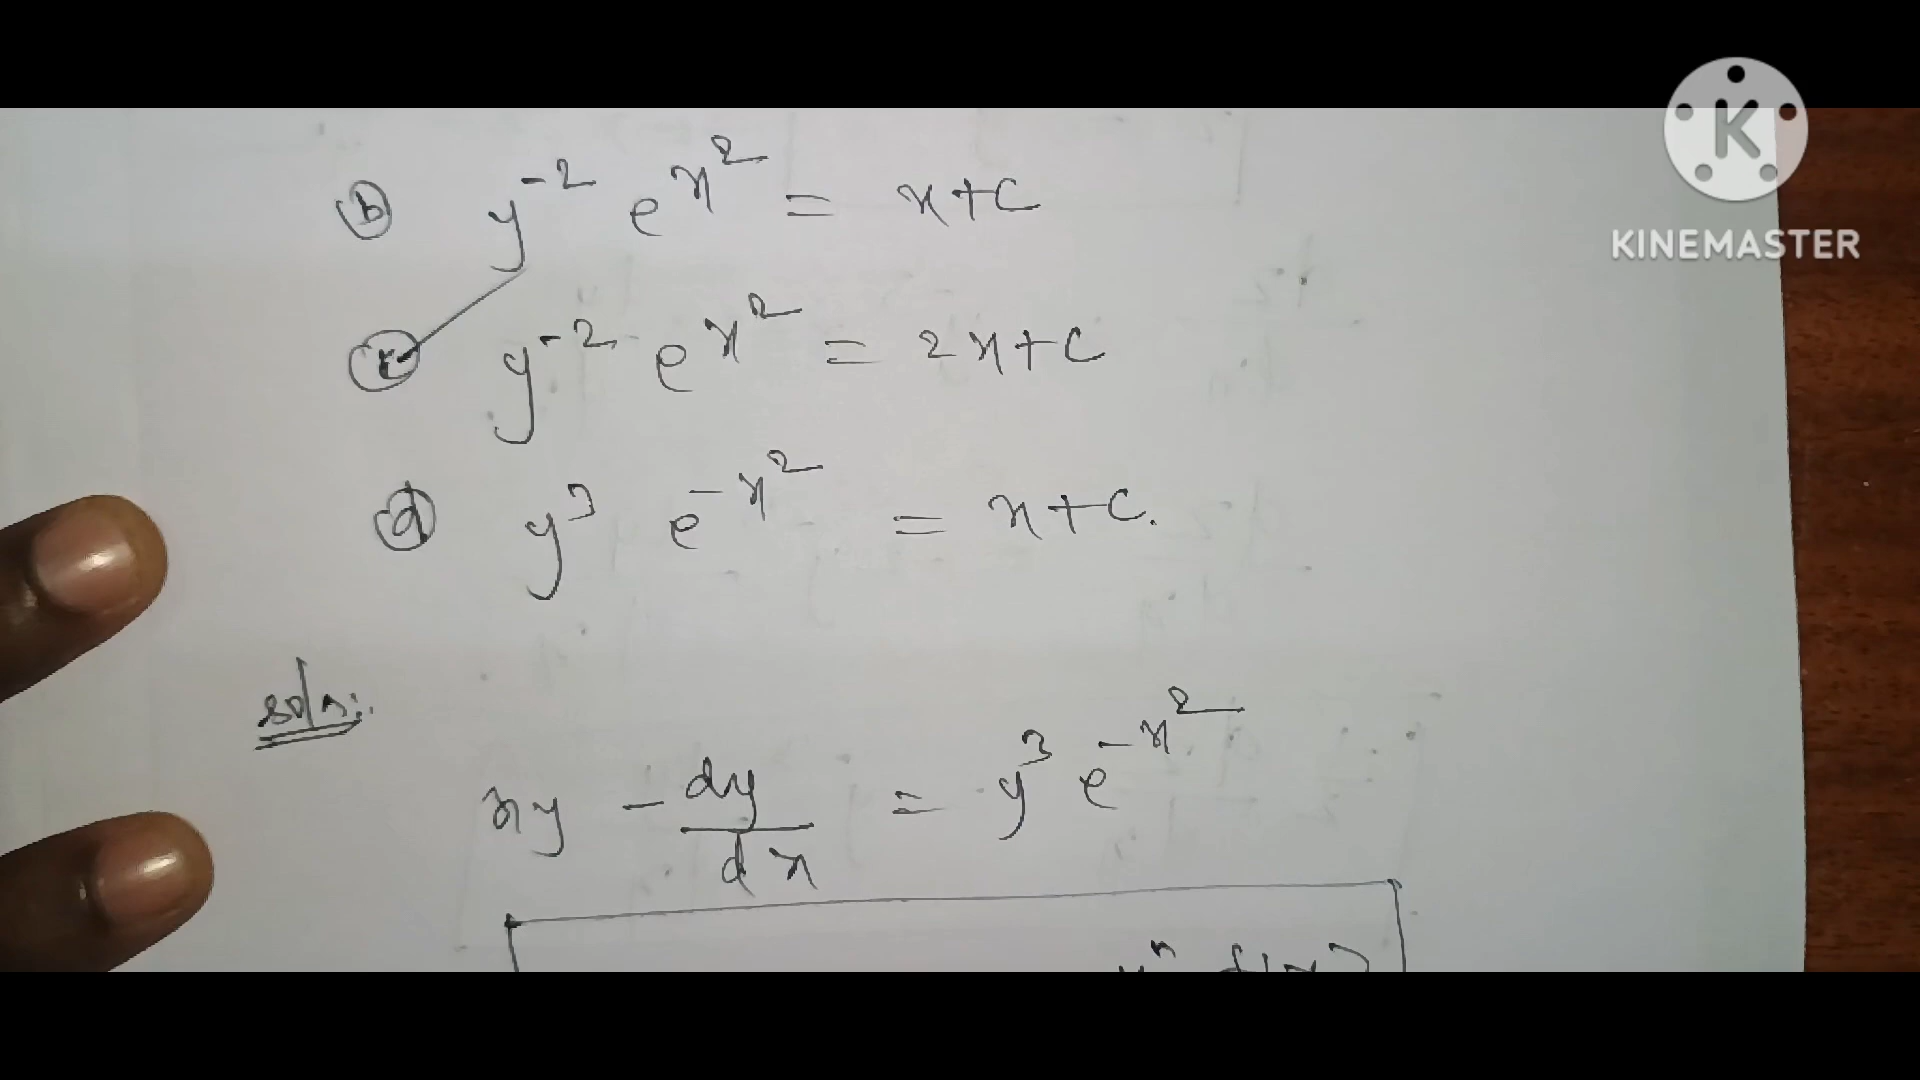 K
KINEMASTER
(b) y^-2 e^x^2 = x+c
(c) y^-2 e^x^2 = 2x+c
(d) y^3 e^-x^2 = x+c.
soln:
xy - dy/dx = y^3 e^-x^2